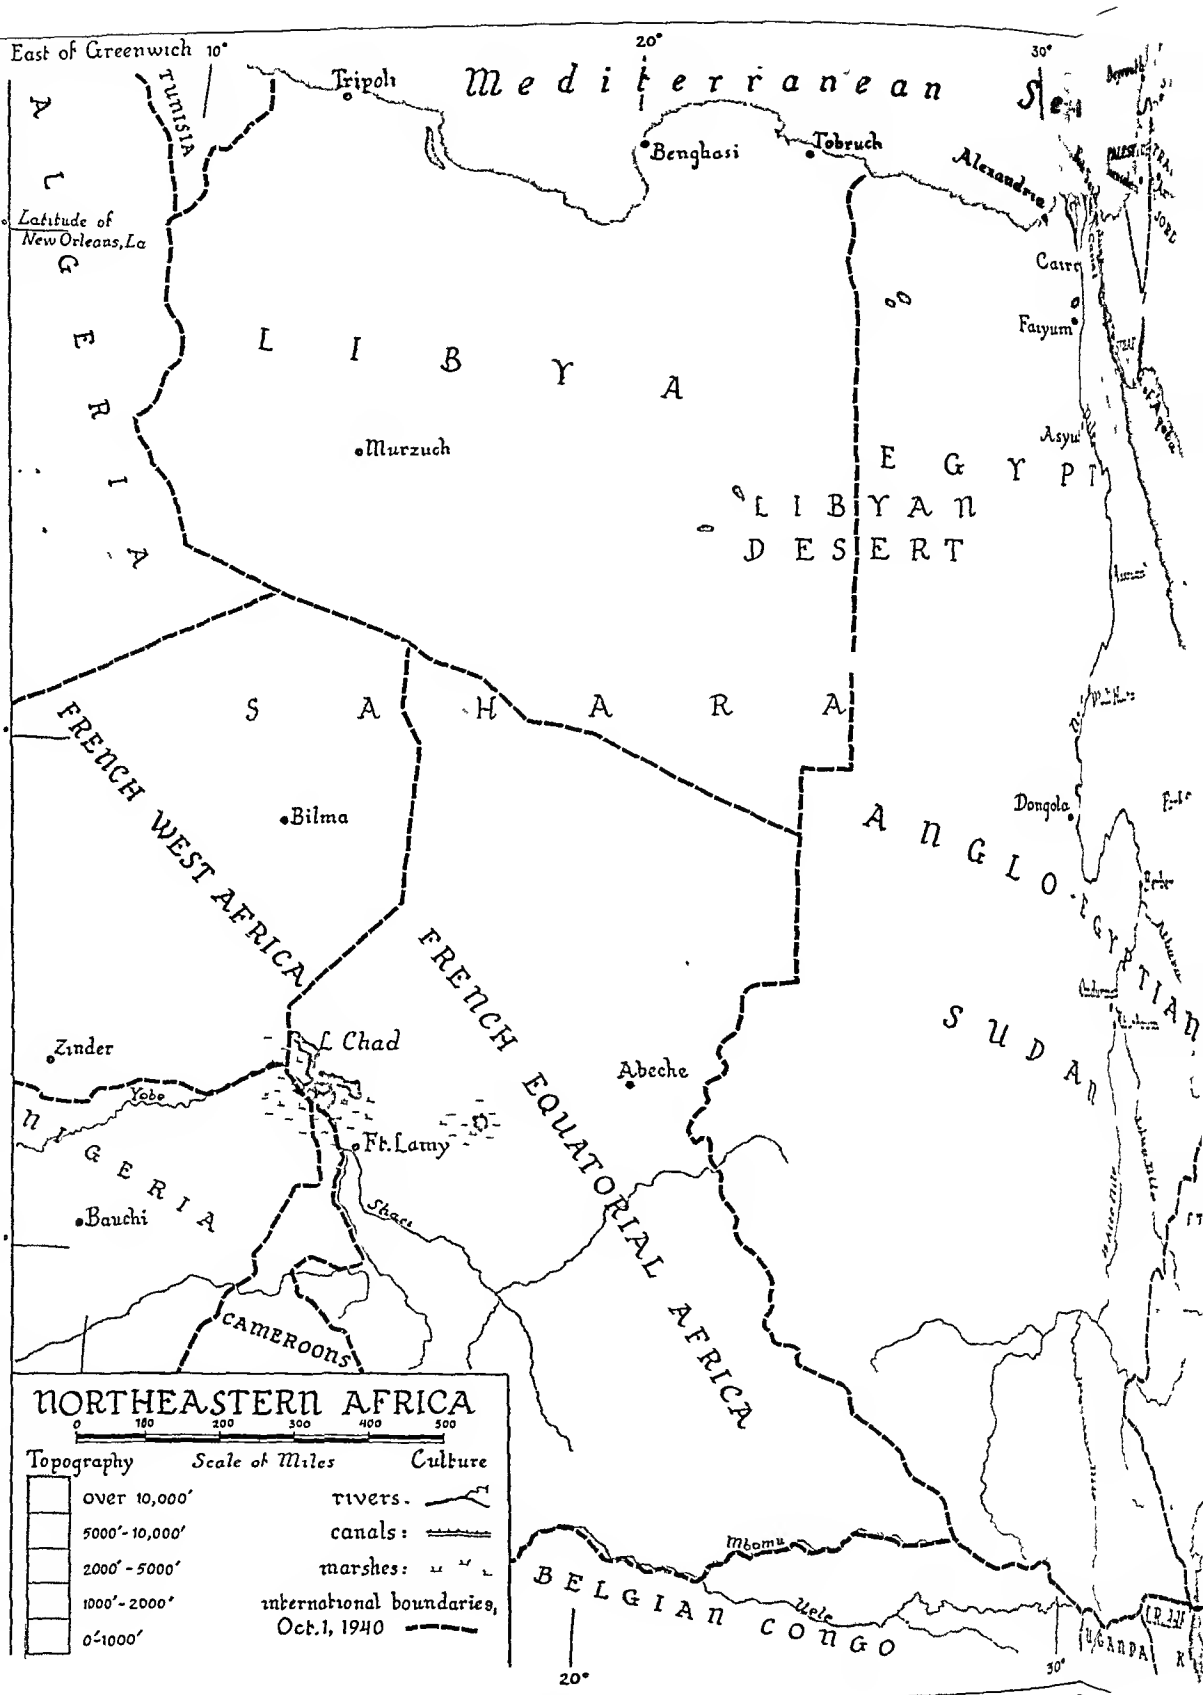 East of Greenwich 10°
20°
30°
Tripoli
Mediterranean
TUNISIA
ALGERIA
Benghasi
Tobruch
Alexandria
Latitude of
New Orleans, La
Faiyum
LIBYA
Murzuch
EGYPT
LIBYAN
DESERT
SAHARA
FRENCH WEST AFRICA
Bilma
Dongola
ANGLO-EGYPTIAN
SUDAN
FRENCH EQUATORIAL AFRICA
Zinder
L Chad
Abeche
Yobe
NIGERIA
Ft. Lamy
Bauchi
Shari
CAMEROONS
NORTHEASTERN AFRICA
0 100 200 300 400 500
Topography Scale of Miles Culture
over 10,000' rivers.
5000'-10,000' canals:
2000'-5000' marshes:
1000'-2000' international boundaries,
0'-1000' Oct. 1, 1940
Mbomu
BELGIAN CONGO
Uele
UGANDA
20°
30°